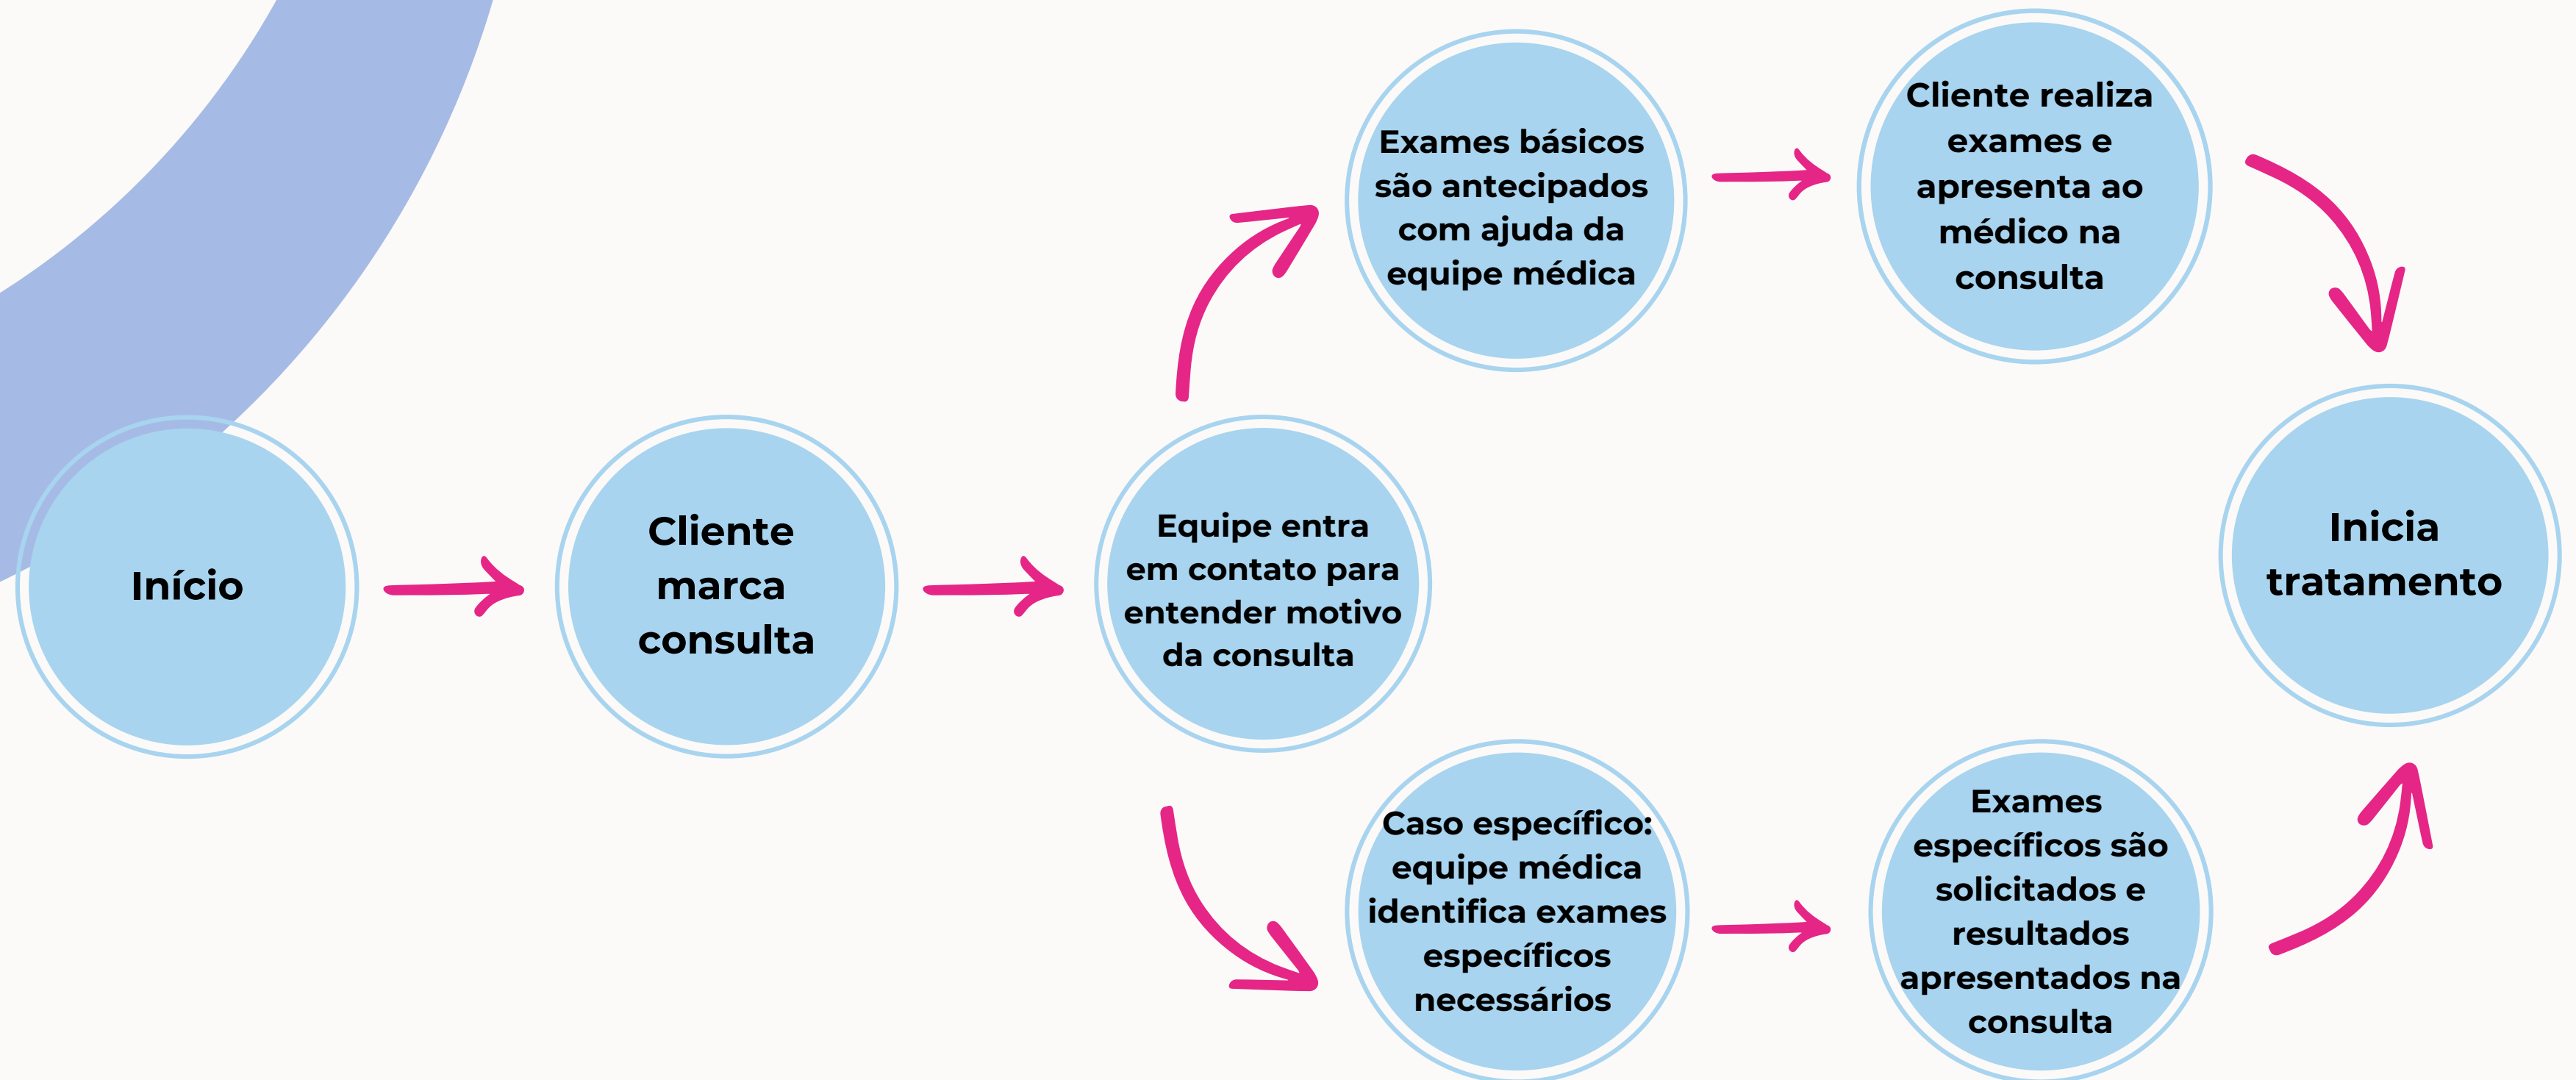 Início
Cliente
marca
consulta
Equipe entra
em contato para
entender motivo
da consulta
Exames básicos
são antecipados
com ajuda da
equipe médica
Cliente realiza
exames e
apresenta ao
médico na
consulta
Caso específico:
equipe médica
identifica exames
específicos
necessários
Exames
específicos são
solicitados e
resultados
apresentados na
consulta
Inicia
tratamento